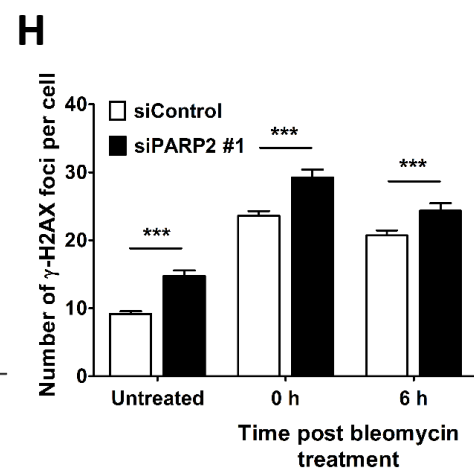 H
Number of γ-H2AX foci per cell
40
30
20
10
0
siControl
siPARP2 #1
***
***
***
Untreated
0 h
6 h
Time post bleomycin
treatment